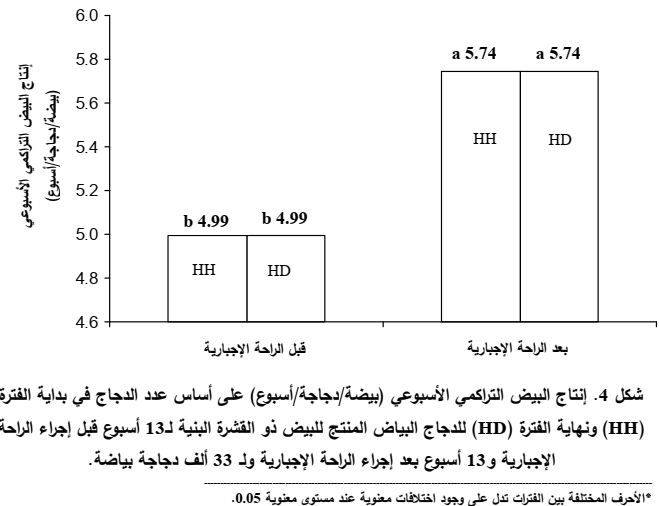 6.0
a 5.74 a 5.74
5.8
5.6
5.4
HH HD
5.2
b 4.99 b 4.99
5.0
HH HD
4.8
4.6
إنتاج البيض التراكمي الأسبوعي
(بيضة/دجاجة/أسبوع)
قبل الراحة الإجبارية
بعد الراحة الإجبارية
شكل 4. إنتاج البيض التراكمي الأسبوعي (بيضة/دجاجة/أسبوع) على أساس عدد الدجاج في بداية الفترة
(HH) ونهاية الفترة (HD) للدجاج البياض المنتج للبيض ذو القشرة البنية لـ13 أسبوع قبل إجراء الراحة
الإجبارية و13 أسبوع بعد إجراء الراحة الإجبارية ولـ 33 ألف دجاجة بياضة.
*الأحرف المختلفة بين الفترات تدل على وجود اختلافات معنوية عند مستوى معنوية 0.05.